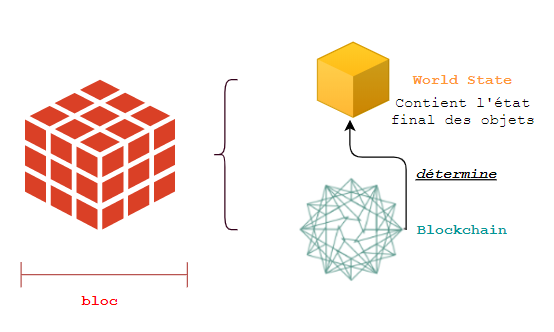 World State
Contient l'état
final des objets
détermine
Blockchain
bloc